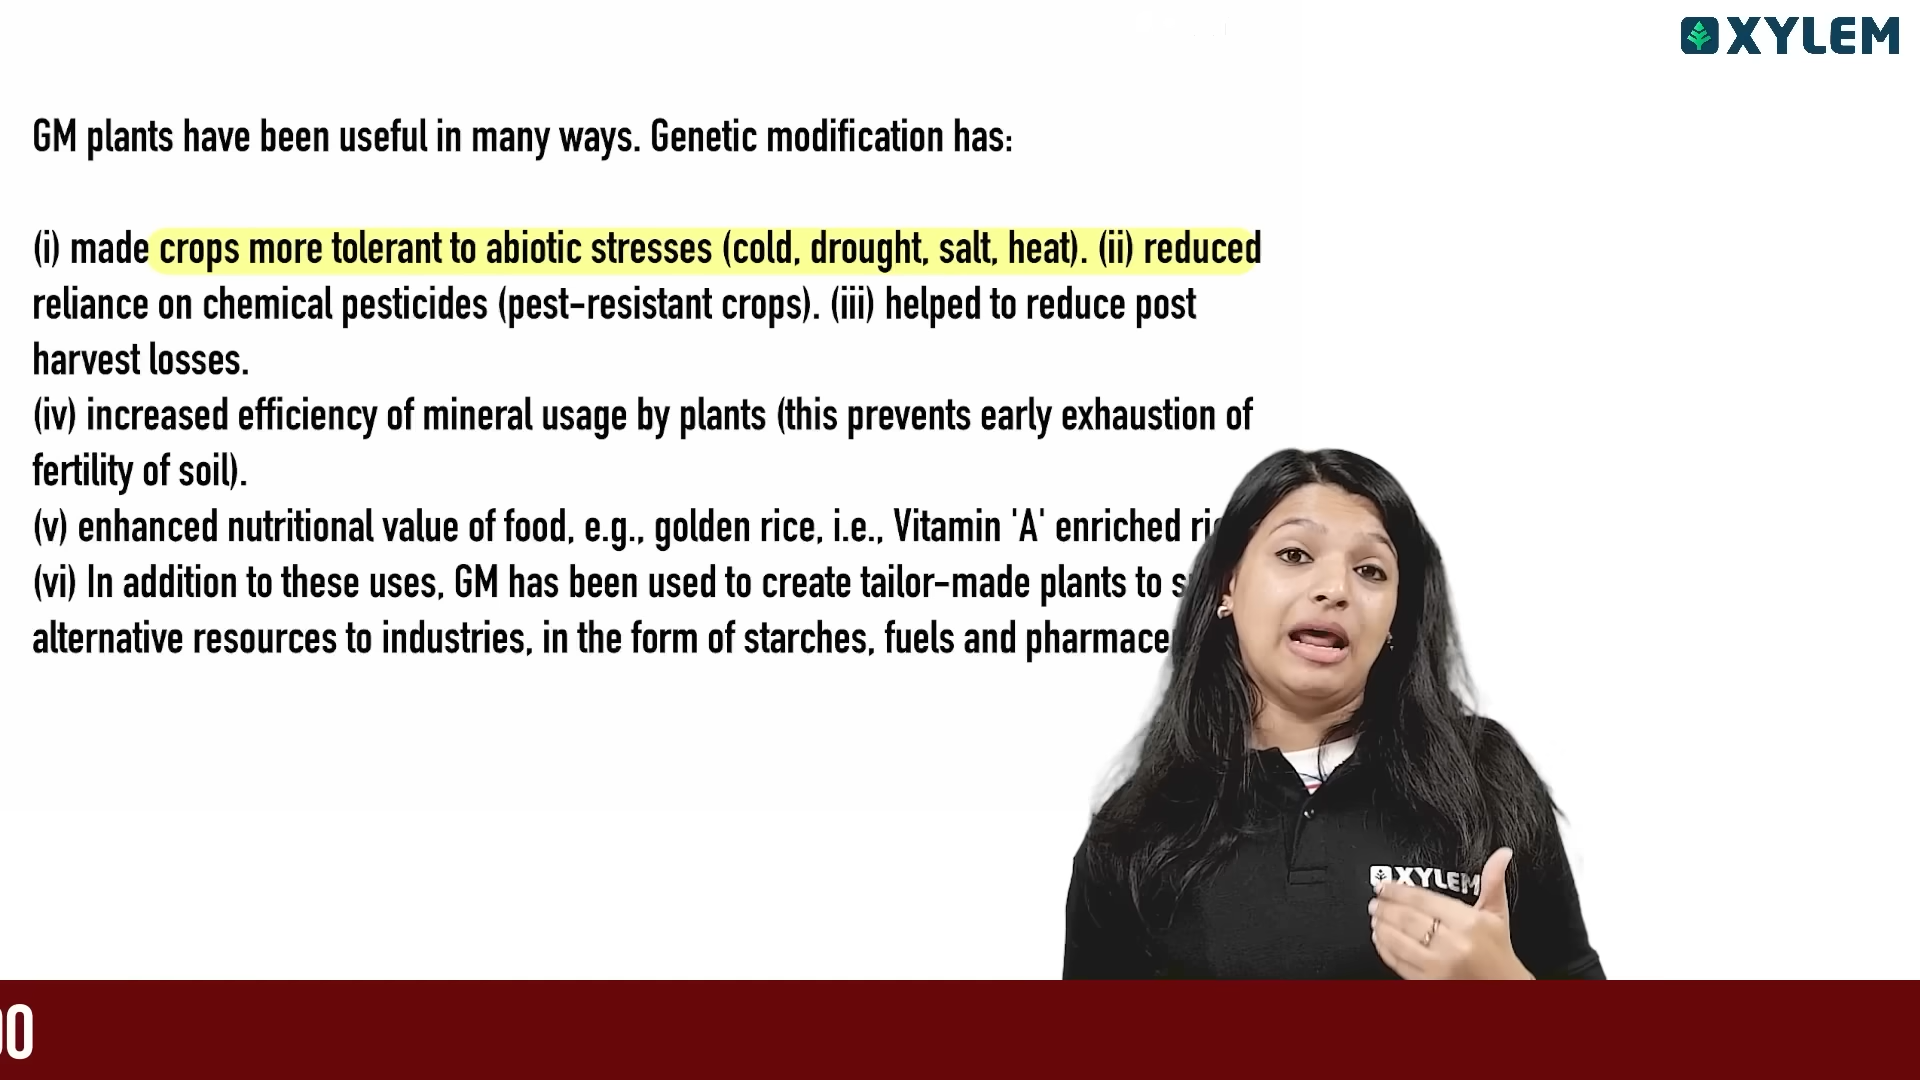 XYLEM
GM plants have been useful in many ways. Genetic modification has:
(i) made crops more tolerant to abiotic stresses (cold, drought, salt, heat). (ii) reduced
reliance on chemical pesticides (pest-resistant crops). (iii) helped to reduce post
harvest losses.
(iv) increased efficiency of mineral usage by plants (this prevents early exhaustion of
fertility of soil).
(v) enhanced nutritional value of food, e.g., golden rice, i.e., Vitamin 'A' enriched
(vi) In addition to these uses, GM has been used to create tailor-made plants to
alternative resources to industries, in the form of starches, fuels and
XYLEM